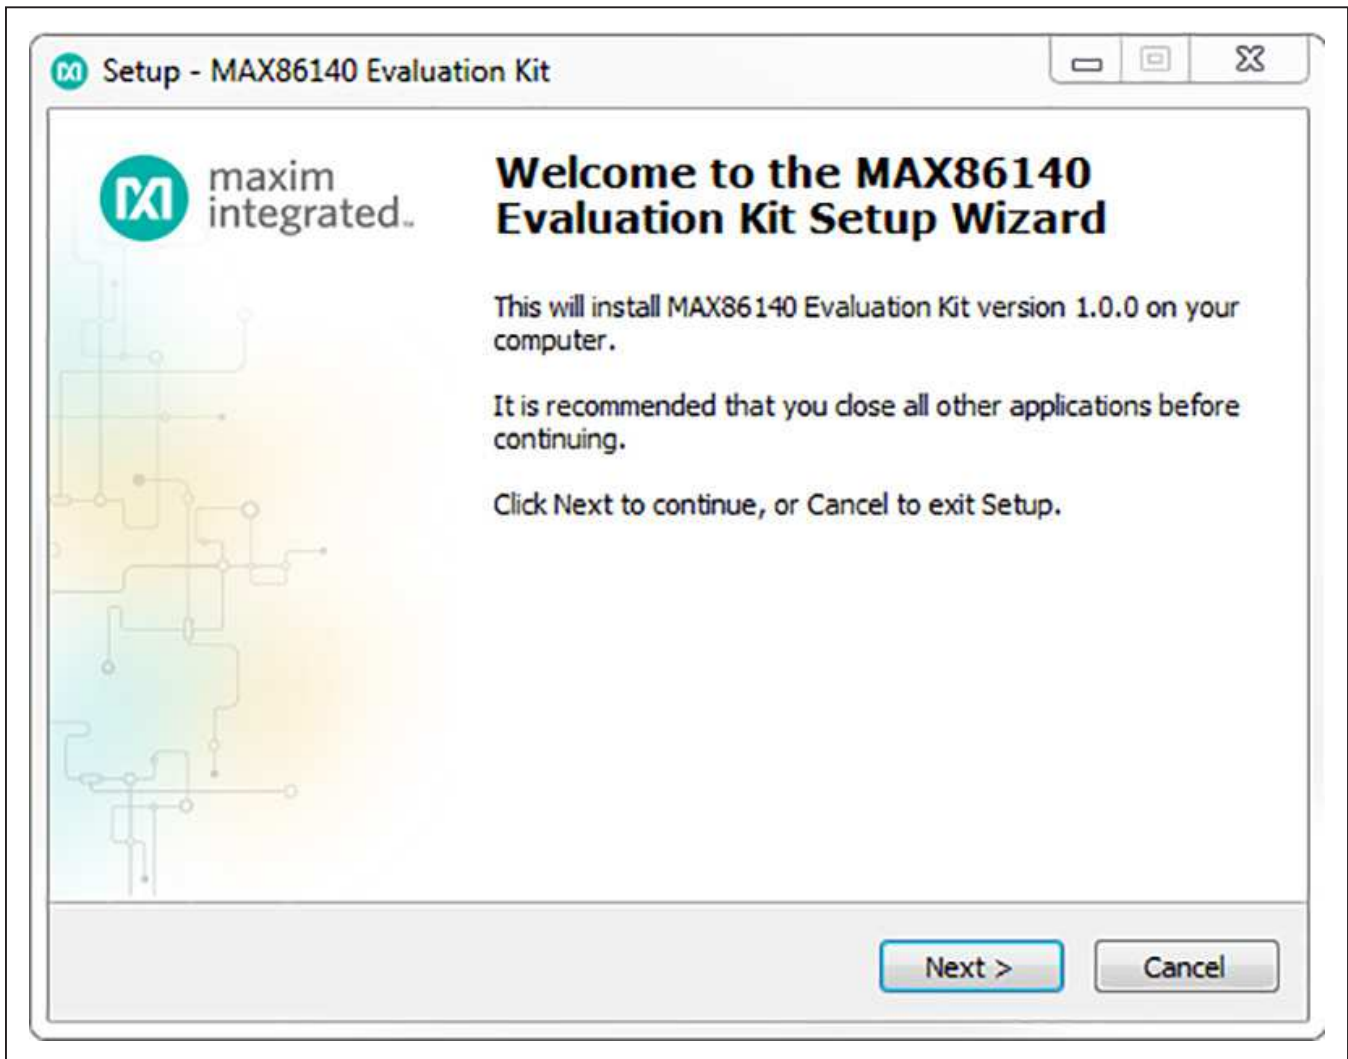 Setup - MAX86140 Evaluation Kit
maxim
integrated™
Welcome to the MAX86140
Evaluation Kit Setup Wizard
This will install MAX86140 Evaluation Kit version 1.0.0 on your
computer.
It is recommended that you close all other applications before
continuing.
Click Next to continue, or Cancel to exit Setup.
Next >
Cancel